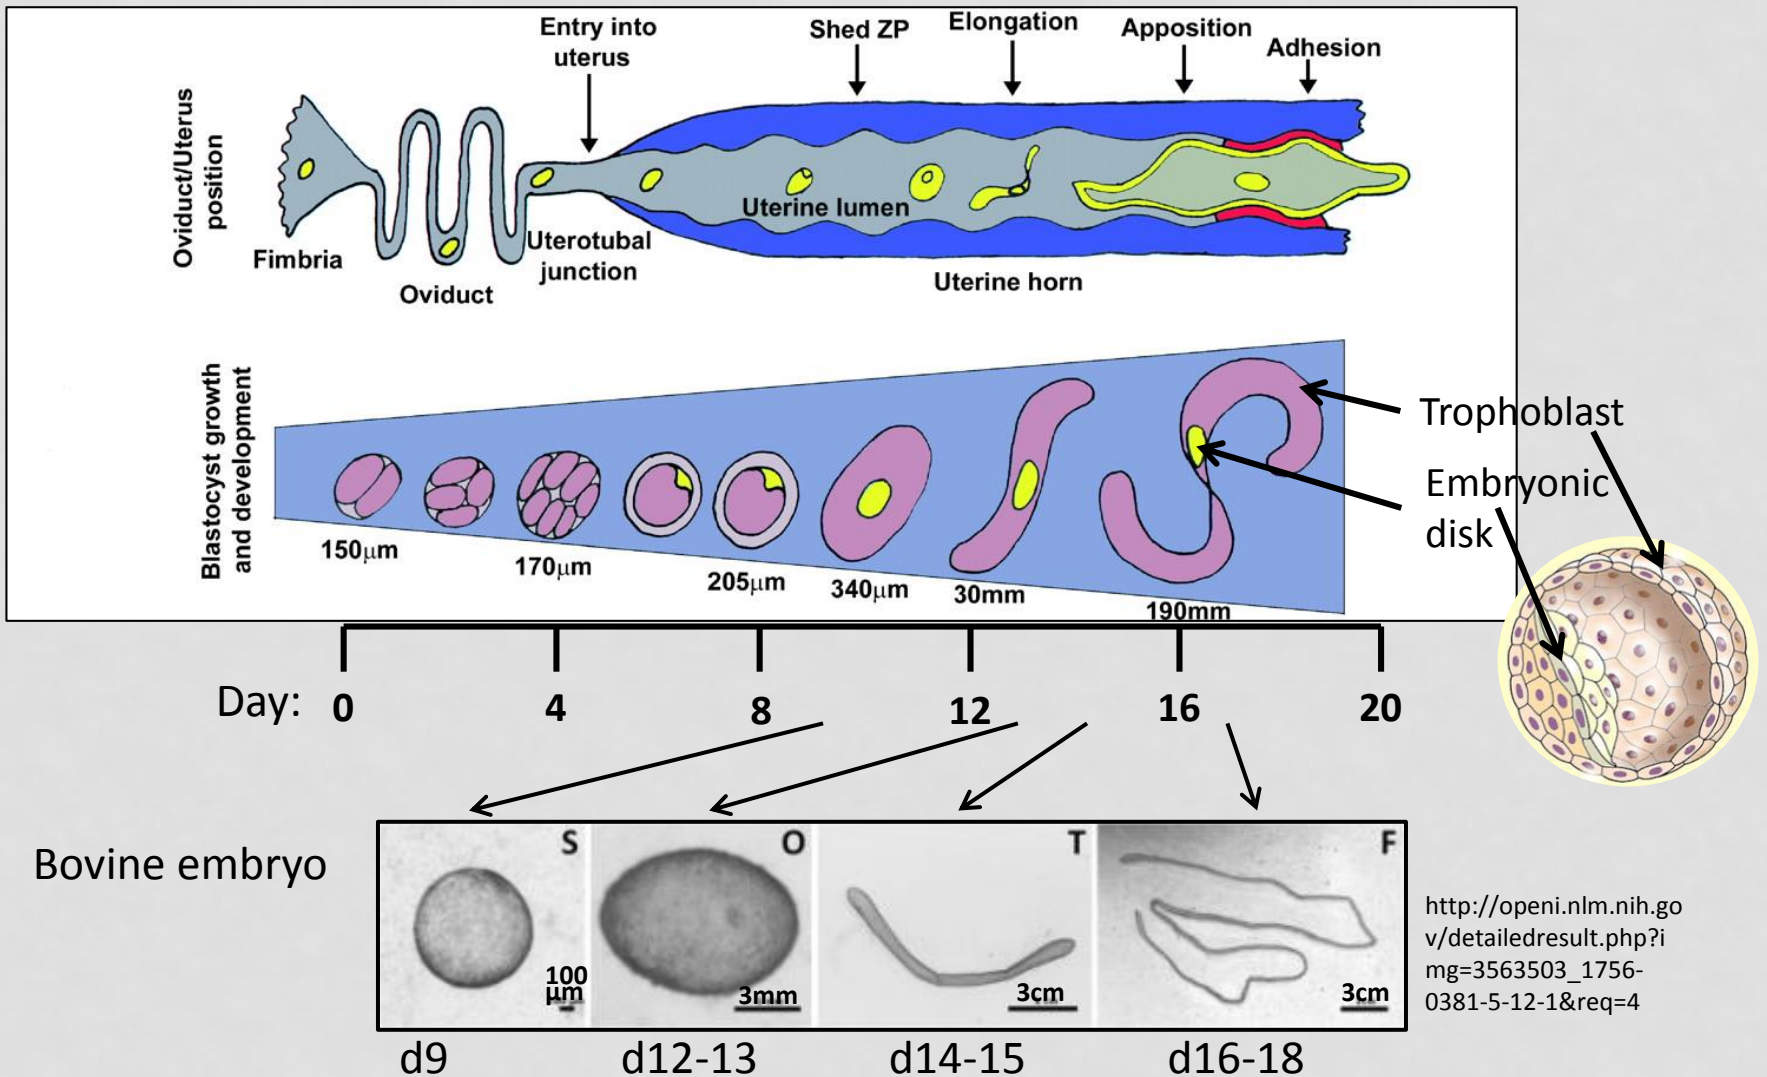 Entry into
uterus
Shed ZP
Elongation
Apposition
Adhesion
Oviduct/Uterus
position
Fimbria
Oviduct
Uterotubal
junction
Uterine lumen
Uterine horn
Blastocyst growth
and development
150μm
170μm
205μm
340μm
30mm
190mm
Trophoblast
Embryonic
disk
Day: 0 4 8 12 16 20
Bovine embryo
S
100
μm
O
3mm
T
3cm
F
3cm
d9
d12-13
d14-15
d16-18
http://openi.nlm.nih.go
v/detailedresult.php?i
mg=3563503_1756-
0381-5-12-1&req=4